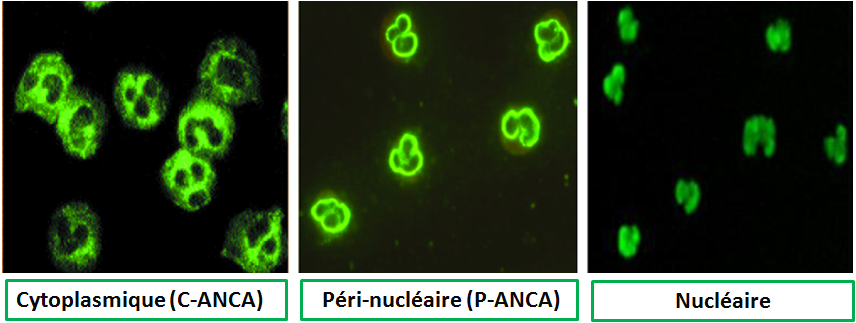 Cytoplasmique (C-ANCA)
Péri-nucléaire (P-ANCA)
Nucléaire